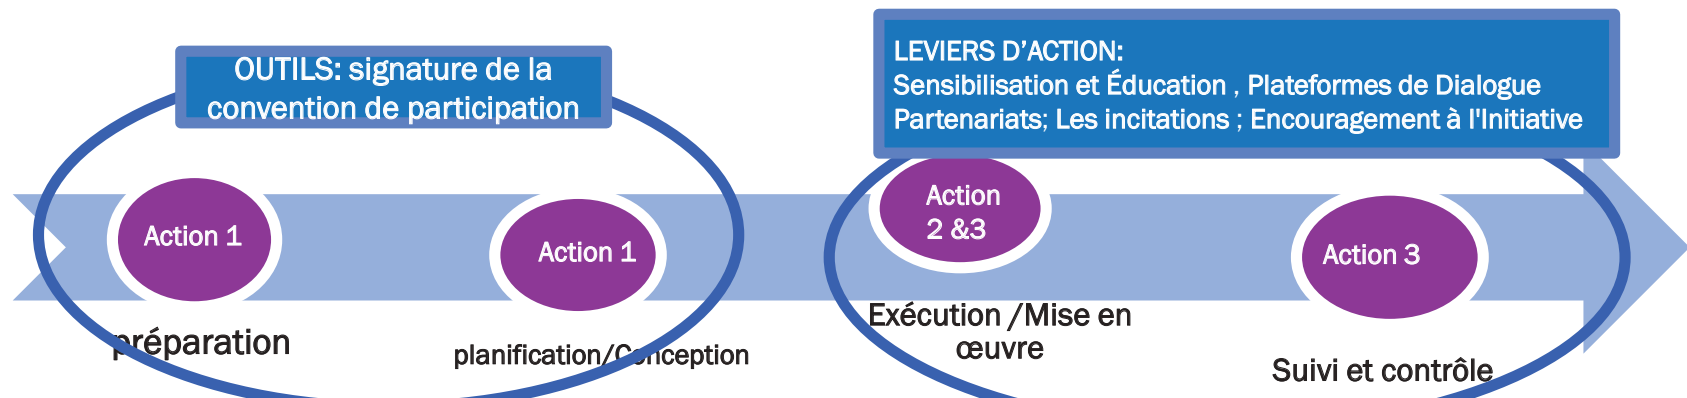 OUTILS: signature de la
convention de participation
LEVIERS D'ACTION:
Sensibilisation et Éducation , Plateformes de Dialogue
Partenariats; Les incitations ; Encouragement à l'Initiative
Action 1
Action 1
Action
2 &3
Action 3
préparation
planification/Conception
Exécution /Mise en
œuvre
Suivi et contrôle